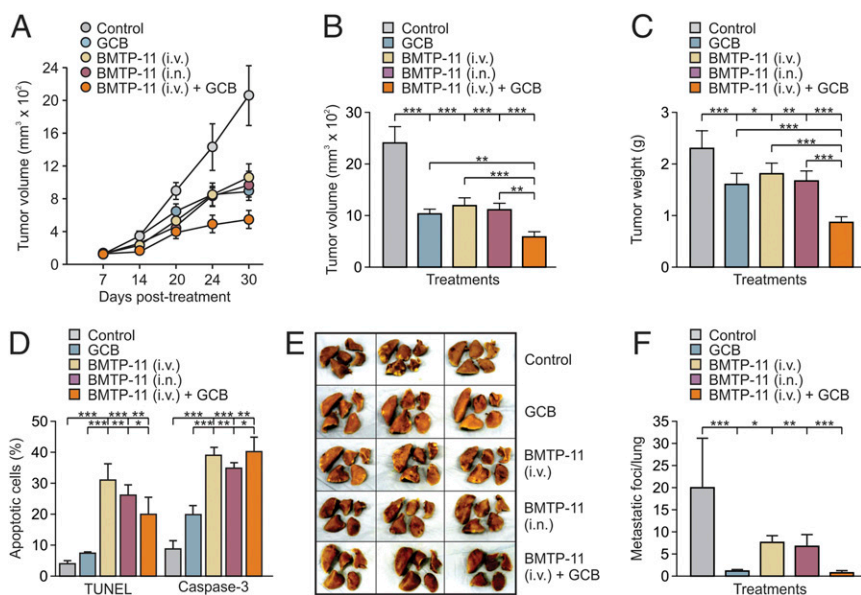 A
Control
GCB
BMTP-11 (i.v.)
BMTP-11 (i.n.)
BMTP-11 (i.v) + GCB
Tumor volume (mm³ x 10²)
24
20
16
12
8
4
0
7 14 20 24 30
Days post-treatment
B
Control
GCB
BMTP-11 (i.v.)
BMTP-11 (i.n.)
BMTP-11 (i.v) + GCB
Tumor volume (mm³ x 10²)
30
20
10
0
*** *** *** ***
**
***
**
Treatments
C
Control
GCB
BMTP-11 (i.v.)
BMTP-11 (i.n.)
BMTP-11 (i.v) + GCB
Tumor weight (g)
3
2
1
0
*** * ** ***
***
***
***
Treatments
D
Control
GCB
BMTP-11 (i.v.)
BMTP-11 (i.n.)
BMTP-11 (i.v) + GCB
Apoptotic cells (%)
50
40
30
20
10
0
*** *** ** *** *** **
*** ** * *** ** *
TUNEL Caspase-3
E
Control
GCB
BMTP-11
(i.v.)
BMTP-11
(i.n.)
BMTP-11
(i.v) + GCB
F
Control
GCB
BMTP-11 (i.v.)
BMTP-11 (i.n.)
BMTP-11 (i.v) + GCB
Metastatic foci/lung
35
30
25
20
15
10
5
0
*** * ** ***
Treatments